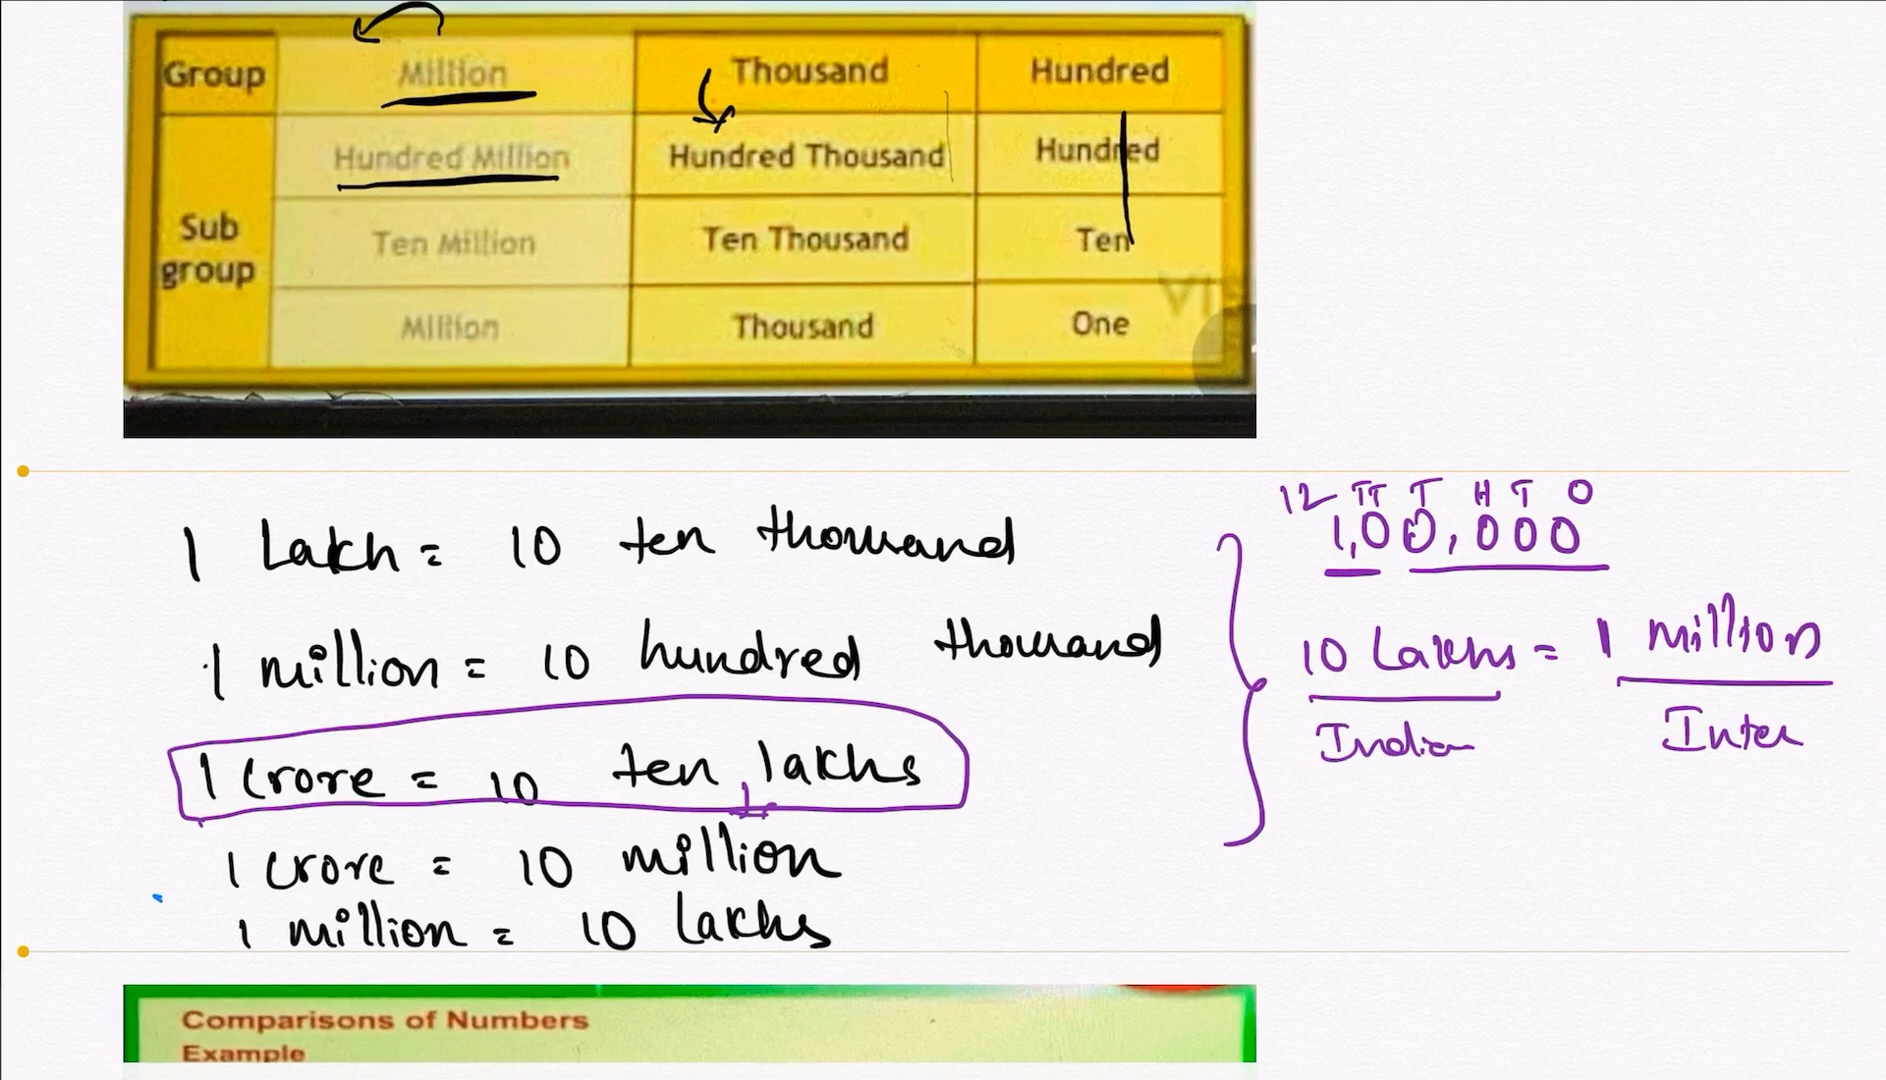 Group Million Thousand Hundred
Hundred Million Hundred Thousand Hundred
Sub group Ten Million Ten Thousand Ten
Million Thousand One
1 Lakh = 10 ten thousand
1 million = 10 hundred thousand
1 Crore = 10 ten lakhs
1 crore = 10 million
1 million = 10 lakhs
TT T H T O
1,00,000
10 Lakhs = 1 million
Indian Inter
Comparisons of Numbers
Example